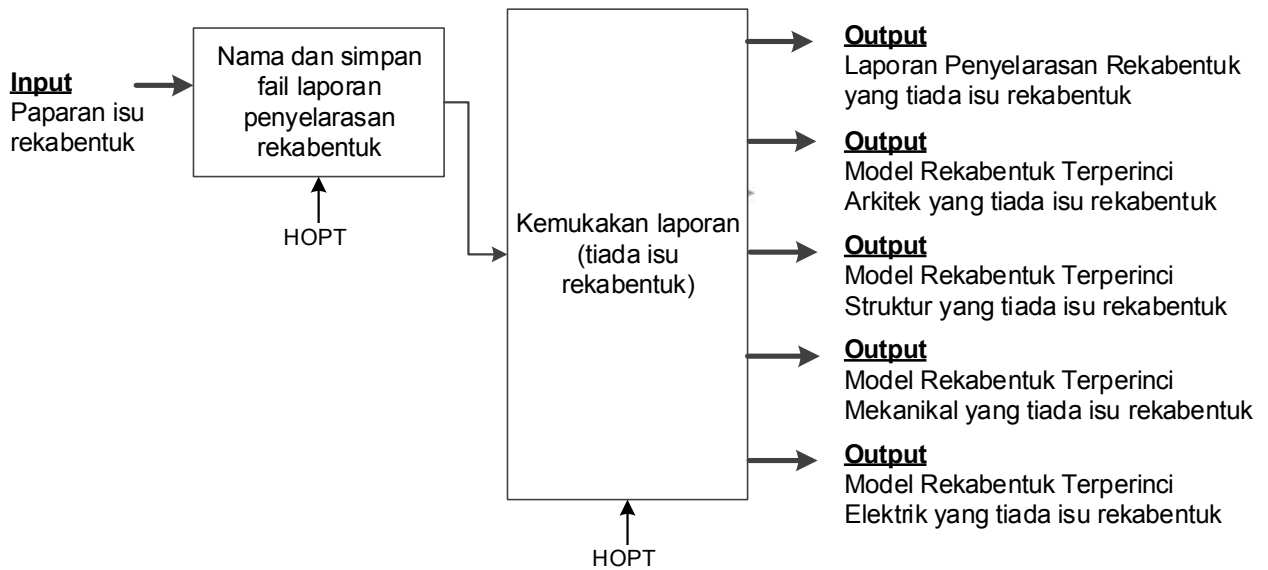 Input
Paparan isu
rekabentuk
Nama dan simpan
fail laporan
penyelarasan
rekabentuk
HOPT
Kemukakan laporan
(tiada isu
rekabentuk)
HOPT
Output
Laporan Penyelarasan Rekabentuk
yang tiada isu rekabentuk
Output
Model Rekabentuk Terperinci
Arkitek yang tiada isu rekabentuk
Output
Model Rekabentuk Terperinci
Struktur yang tiada isu rekabentuk
Output
Model Rekabentuk Terperinci
Mekanikal yang tiada isu rekabentuk
Output
Model Rekabentuk Terperinci
Elektrik yang tiada isu rekabentuk